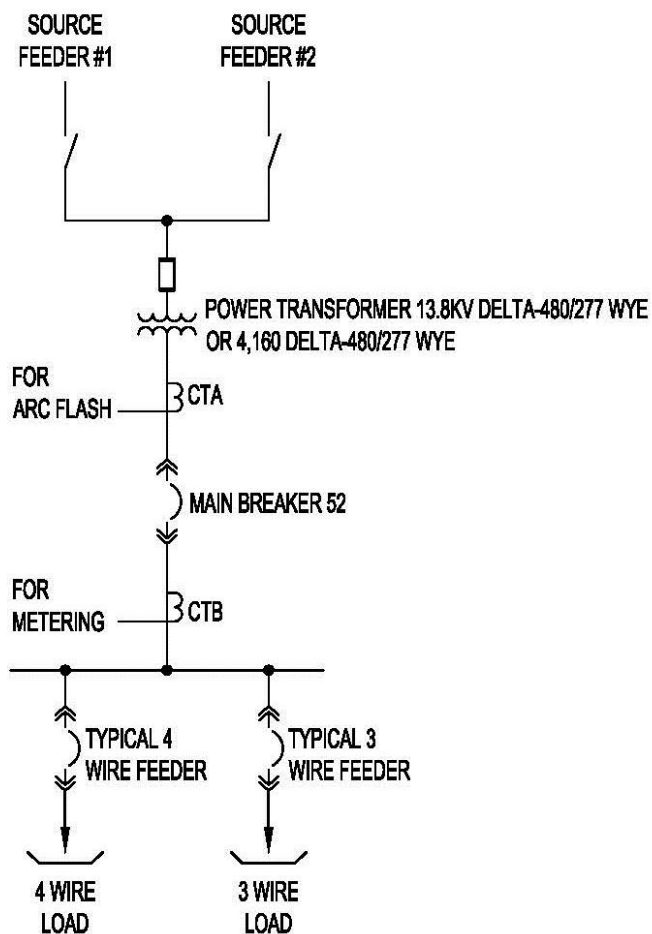 SOURCE
FEEDER #1
SOURCE
FEEDER #2
POWER TRANSFORMER 13.8KV DELTA-480/277 WYE
OR 4,160 DELTA-480/277 WYE
FOR
ARC FLASH
CTA
MAIN BREAKER 52
FOR
METERING
CTB
TYPICAL 4
WIRE FEEDER
TYPICAL 3
WIRE FEEDER
4 WIRE
LOAD
3 WIRE
LOAD